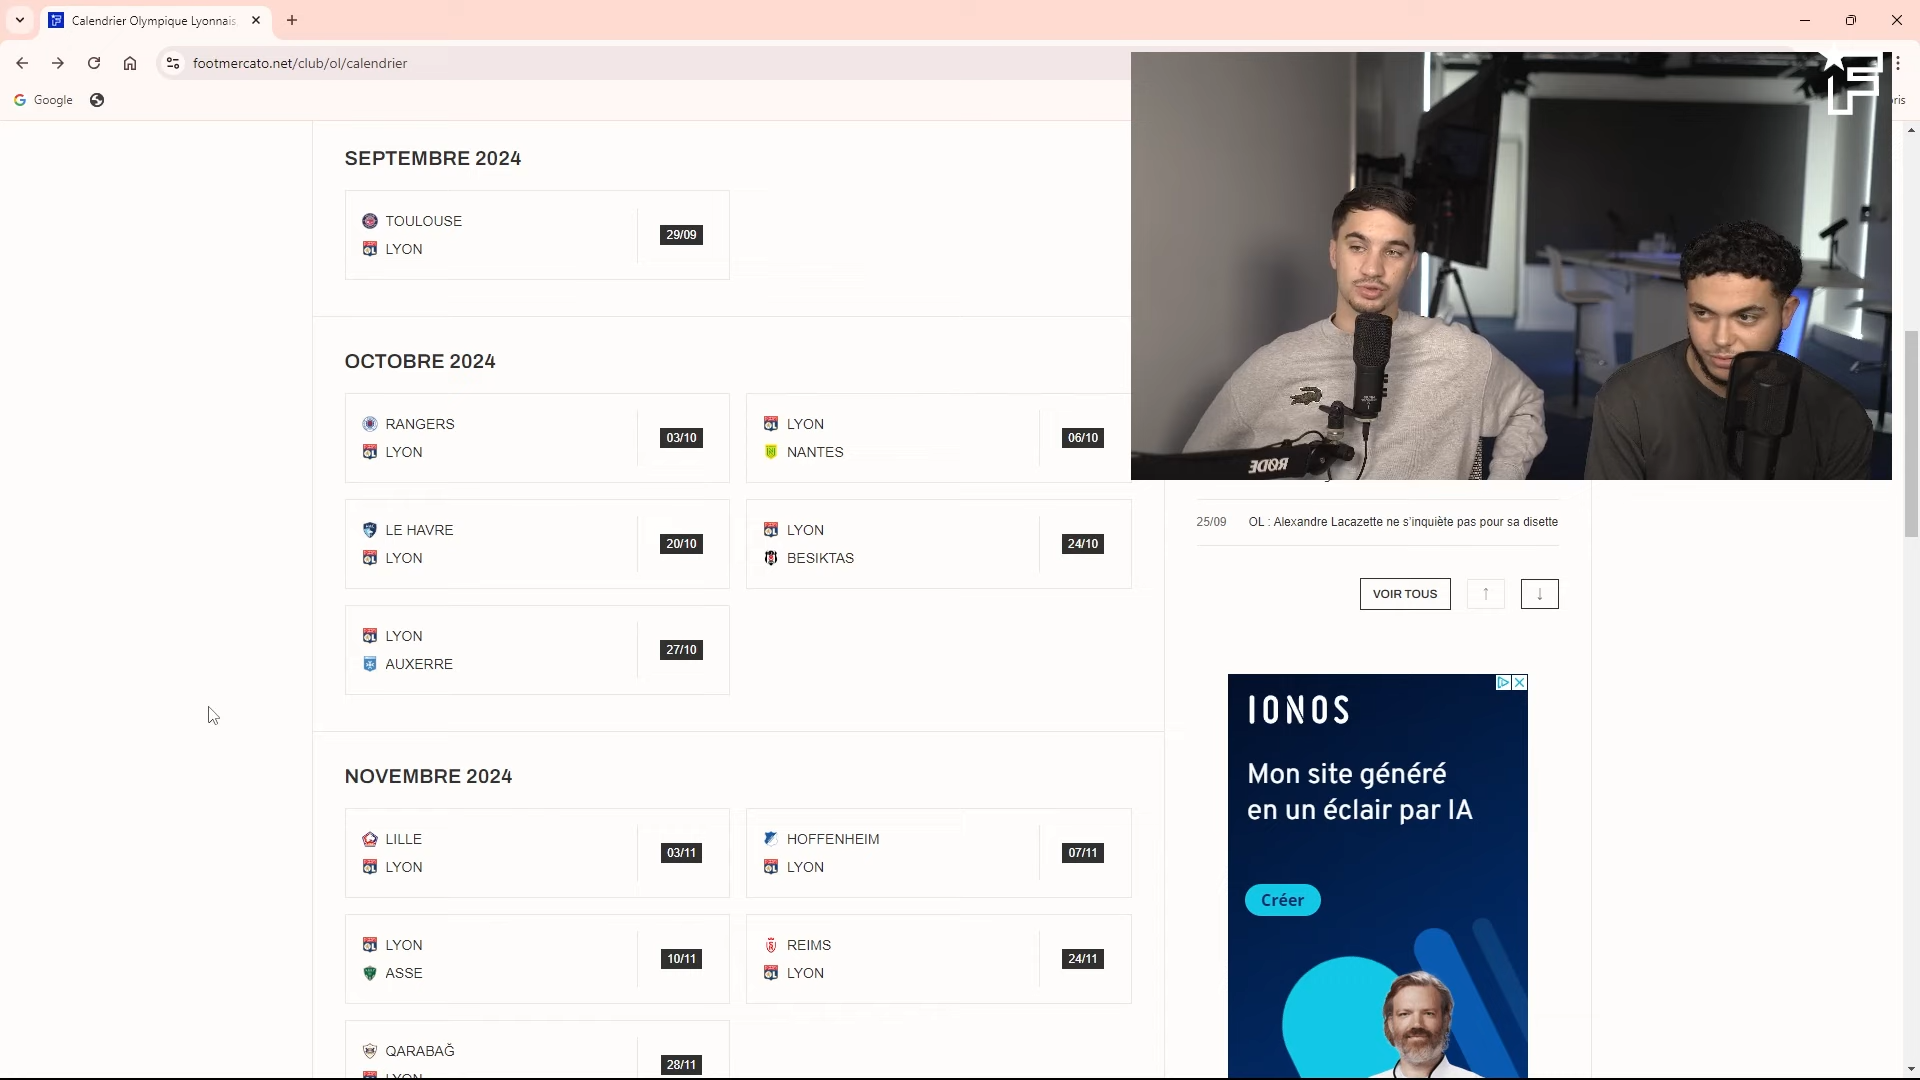 Calendrier Olympique Lyonnais
footmercato.net/club/ol/calendrier
Google
ris
SEPTEMBRE 2024
TOULOUSE
LYON
29/09
OCTOBRE 2024
RANGERS
LYON
03/10
LYON
NANTES
06/10
LE HAVRE
LYON
20/10
LYON
BESIKTAS
24/10
LYON
AUXERRE
27/10
NOVEMBRE 2024
LILLE
LYON
03/11
HOFFENHEIM
LYON
07/11
LYON
ASSE
10/11
REIMS
LYON
24/11
QARABAĞ
LYON
28/11
RØDE
25/09 OL : Alexandre Lacazette ne s'inquiète pas pour sa disette
VOIR TOUS
IONOS
Mon site généré
en un éclair par IA
Créer